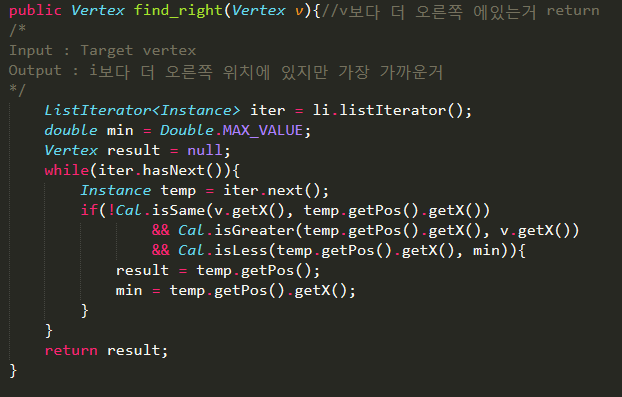 public Vertex find_right(Vertex v){//v보다 더 오른쪽 에있는거 return
/*
Input : Target vertex
Output : i보다 더 오른쪽 위치에 있지만 가장 가까운거
*/
    ListIterator<Instance> iter = li.listIterator();
    double min = Double.MAX_VALUE;
    Vertex result = null;
    while(iter.hasNext()){
        Instance temp = iter.next();
        if(!Cal.isSame(v.getX(), temp.getPos().getX())
                && Cal.isGreater(temp.getPos().getX(), v.getX())
                && Cal.isLess(temp.getPos().getX(), min)){
            result = temp.getPos();
            min = temp.getPos().getX();
        }
    }
    return result;
}